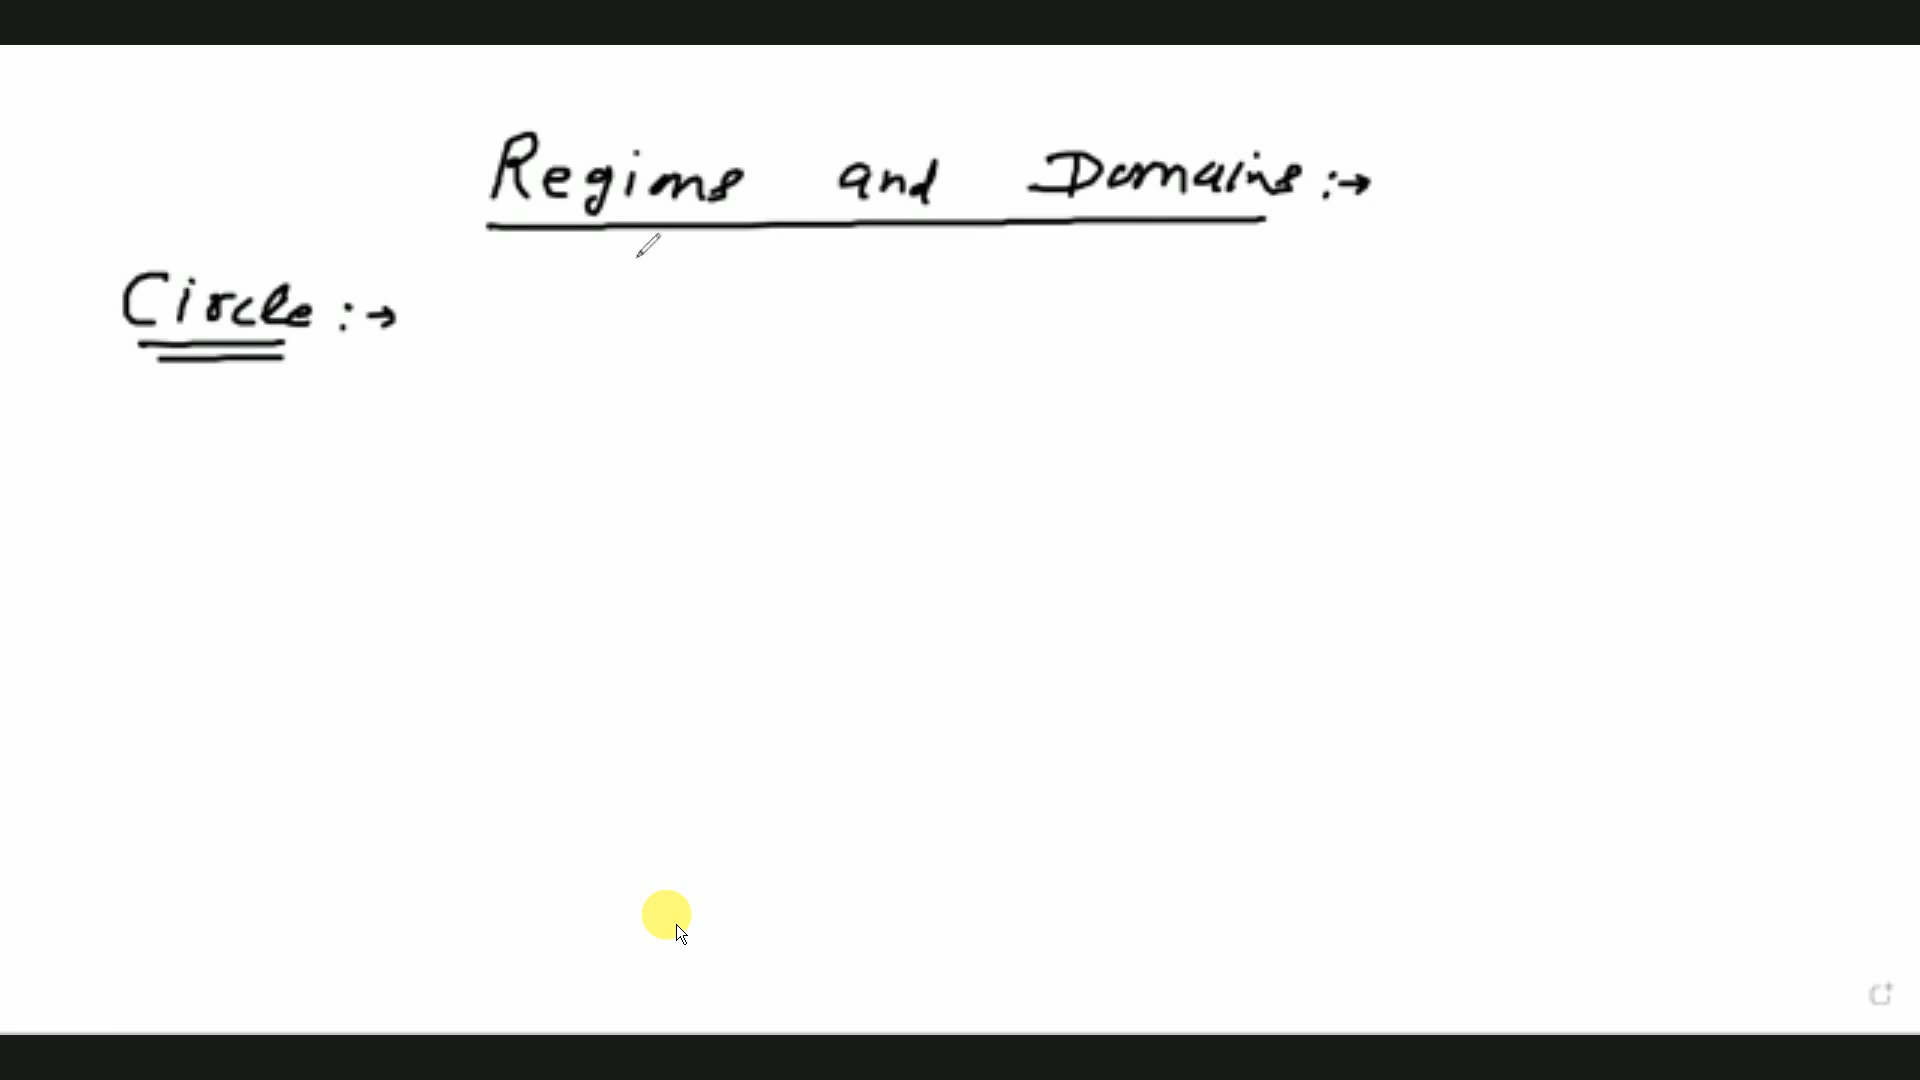 Regions and Domains :→
Circle :→